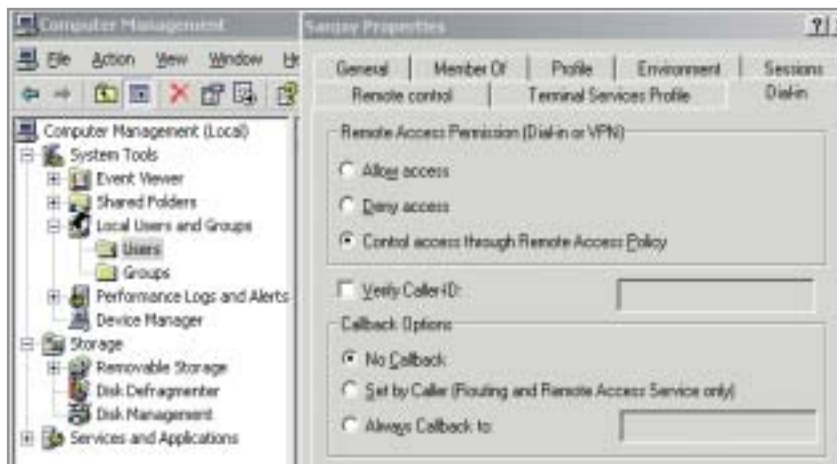 Computer Management
File Action View Window
Computer Management (Local)
System Tools
Event Viewer
Shared Folders
Local Users and Groups
Users
Groups
Performance Logs and Alerts
Device Manager
Storage
Removable Storage
Disk Defragmenter
Disk Management
Services and Applications
Sanjay Properties
General Member Of Profile Environment Sessions
Remote control Terminal Services Profile Dial-in
Remote Access Permission (Dial-in or VPN)
Allow access
Deny access
Control access through Remote Access Policy
Verify Caller-ID:
Callback Options
No Callback
Set by Caller (Routing and Remote Access Service only)
Always Callback to: